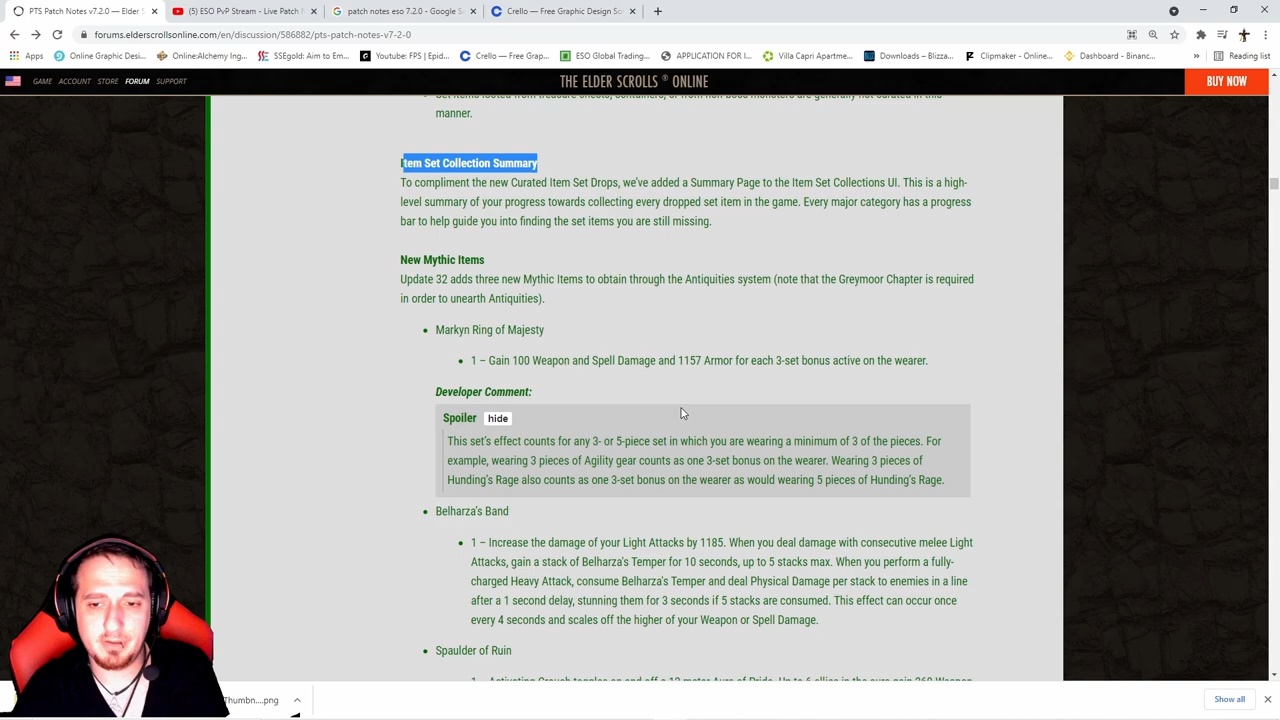 PTS Patch Notes v7.2.0 — Elder S
(5) ESO PvP Stream - Live Patch N
patch notes eso 7.2.0 - Google Se
Crello — Free Graphic Design So
forums.elderscrollsonline.com/en/discussion/586882/pts-patch-notes-v7-2-0
Apps
Online Graphic Desi...
Online:Alchemy Ing...
SSEgold: Aim to Em...
Youtube: FPS | Epid...
Crello — Free Grap...
ESO Global Trading...
APPLICATION FOR I...
Villa Capri Apartme...
Downloads – Blizza...
Clipmaker - Online...
Dashboard - Binanc...
Reading list
GAME ACCOUNT STORE FORUM SUPPORT
THE ELDER SCROLLS ® ONLINE
BUY NOW
manner.
Item Set Collection Summary
To compliment the new Curated Item Set Drops, we've added a Summary Page to the Item Set Collections UI. This is a high-
level summary of your progress towards collecting every dropped set item in the game. Every major category has a progress
bar to help guide you into finding the set items you are still missing.
New Mythic Items
Update 32 adds three new Mythic Items to obtain through the Antiquities system (note that the Greymoor Chapter is required
in order to unearth Antiquities).
Markyn Ring of Majesty
1 – Gain 100 Weapon and Spell Damage and 1157 Armor for each 3-set bonus active on the wearer.
Developer Comment:
Spoiler hide
This set's effect counts for any 3- or 5-piece set in which you are wearing a minimum of 3 of the pieces. For
example, wearing 3 pieces of Agility gear counts as one 3-set bonus on the wearer. Wearing 3 pieces of
Hunding's Rage also counts as one 3-set bonus on the wearer as would wearing 5 pieces of Hunding's Rage.
Belharza's Band
1 – Increase the damage of your Light Attacks by 1185. When you deal damage with consecutive melee Light
Attacks, gain a stack of Belharza's Temper for 10 seconds, up to 5 stacks max. When you perform a fully-
charged Heavy Attack, consume Belharza's Temper and deal Physical Damage per stack to enemies in a line
after a 1 second delay, stunning them for 3 seconds if 5 stacks are consumed. This effect can occur once
every 4 seconds and scales off the higher of your Weapon or Spell Damage.
Spaulder of Ruin
Thumbn....png
Show all